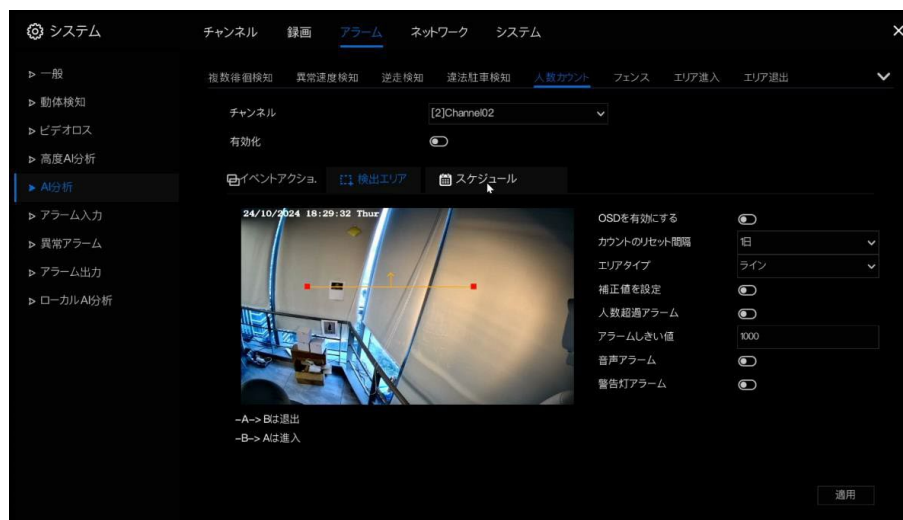 システム
チャンネル 録画 アラーム ネットワーク システム
一般
動体検知
ビデオロス
高度AI分析
AI分析
アラーム入力
異常アラーム
アラーム出力
ローカルAI分析
複数徘徊検知 異常速度検知 逆走検知 違法駐車検知 人数カウント フェンス エリア進入 エリア退出
チャンネル [2]Channel02
有効化
イベントアクショ. 検出エリア スケジュール
24/10/2024 18:29:32 Thur
OSDを有効にする
カウントのリセット間隔 1日
エリアタイプ ライン
補正値を設定
人数超過アラーム
アラームしきい値 1000
音声アラーム
警告灯アラーム
-A-> Bは退出
-B-> Aは進入
適用